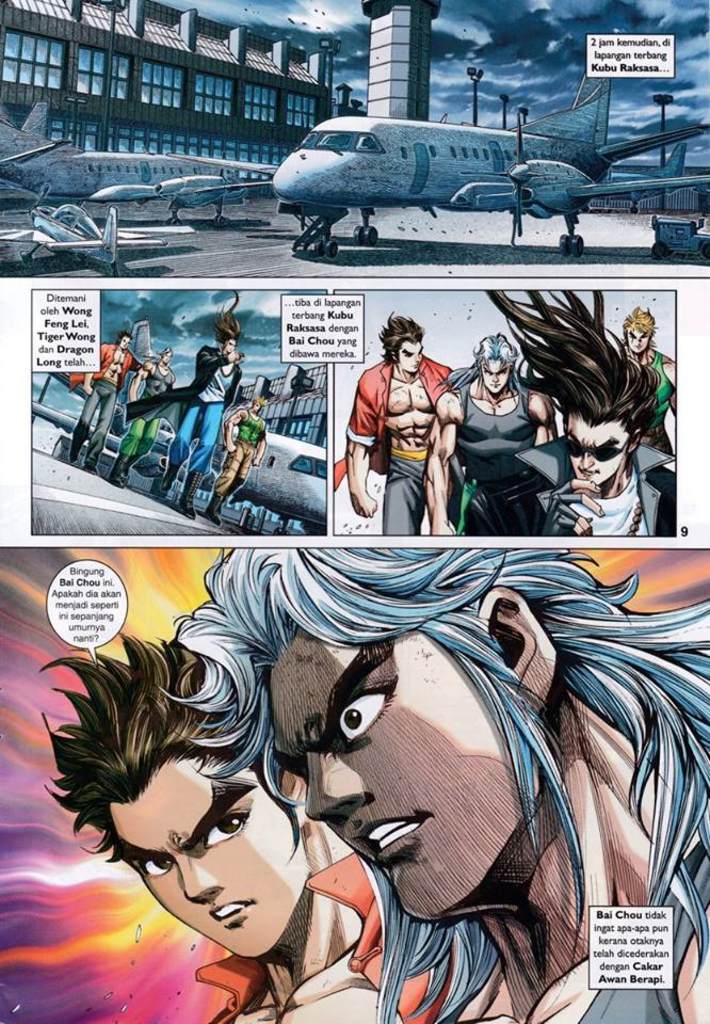 2 jam kemudian, di
lapangan terbang
Kubu Raksasa...
Ditemani
oleh Wong
Feng Lei,
Tiger Wong
dan Dragon
Long telah...
...tiba di lapangan
terbang Kubu
Raksasa dengan
Bai Chou yang
dibawa mereka.
9
Bingung
Bai Chou ini.
Apakah dia akan
menjadi seperti
ini sepanjang
umurnya
nanti?
Bai Chou tidak
ingat apa-apa pun
kerana otaknya
telah dicederakan
dengan Cakar
Awan Berapi.